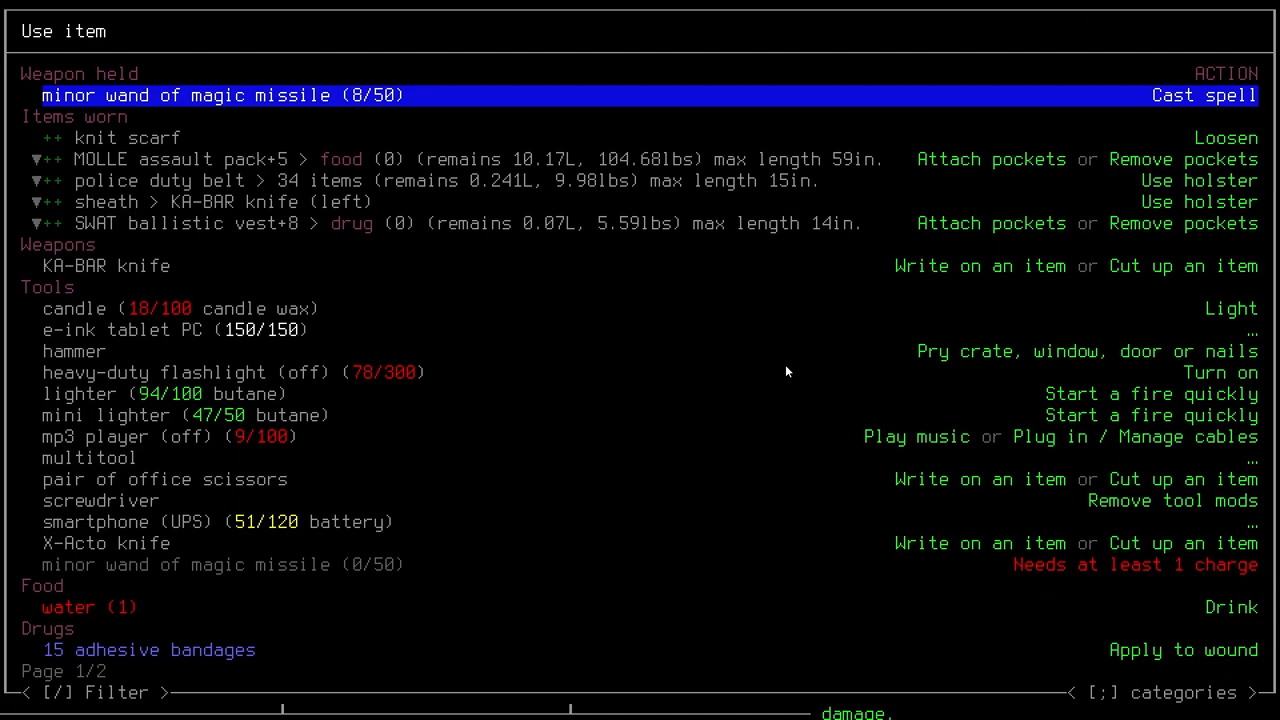 Use item
Weapon held ACTION
minor wand of magic missile (8/50) Cast spell
Items worn
++ knit scarf Loosen
▼++ MOLLE assault pack+5 > food (0) (remains 10.17L, 104.68lbs) max length 59in. Attach pockets or Remove pockets
▼++ police duty belt > 34 items (remains 0.241L, 9.98lbs) max length 15in. Use holster
▼++ sheath > KA-BAR knife (left) Use holster
▼++ SWAT ballistic vest+8 > drug (0) (remains 0.07L, 5.59lbs) max length 14in. Attach pockets or Remove pockets
Weapons
KA-BAR knife Write on an item or Cut up an item
Tools
candle (18/100 candle wax) Light
e-ink tablet PC (150/150) …
hammer Pry crate, window, door or nails
heavy-duty flashlight (off) (78/300) Turn on
lighter (94/100 butane) Start a fire quickly
mini lighter (47/50 butane) Start a fire quickly
mp3 player (off) (9/100) Play music or Plug in / Manage cables
multitool …
pair of office scissors Write on an item or Cut up an item
screwdriver Remove tool mods
smartphone (UPS) (51/120 battery) …
X-Acto knife Write on an item or Cut up an item
minor wand of magic missile (0/50) Needs at least 1 charge
Food
water (1) Drink
Drugs
15 adhesive bandages Apply to wound
Page 1/2
< [/] Filter > < [;] categories >
damage.